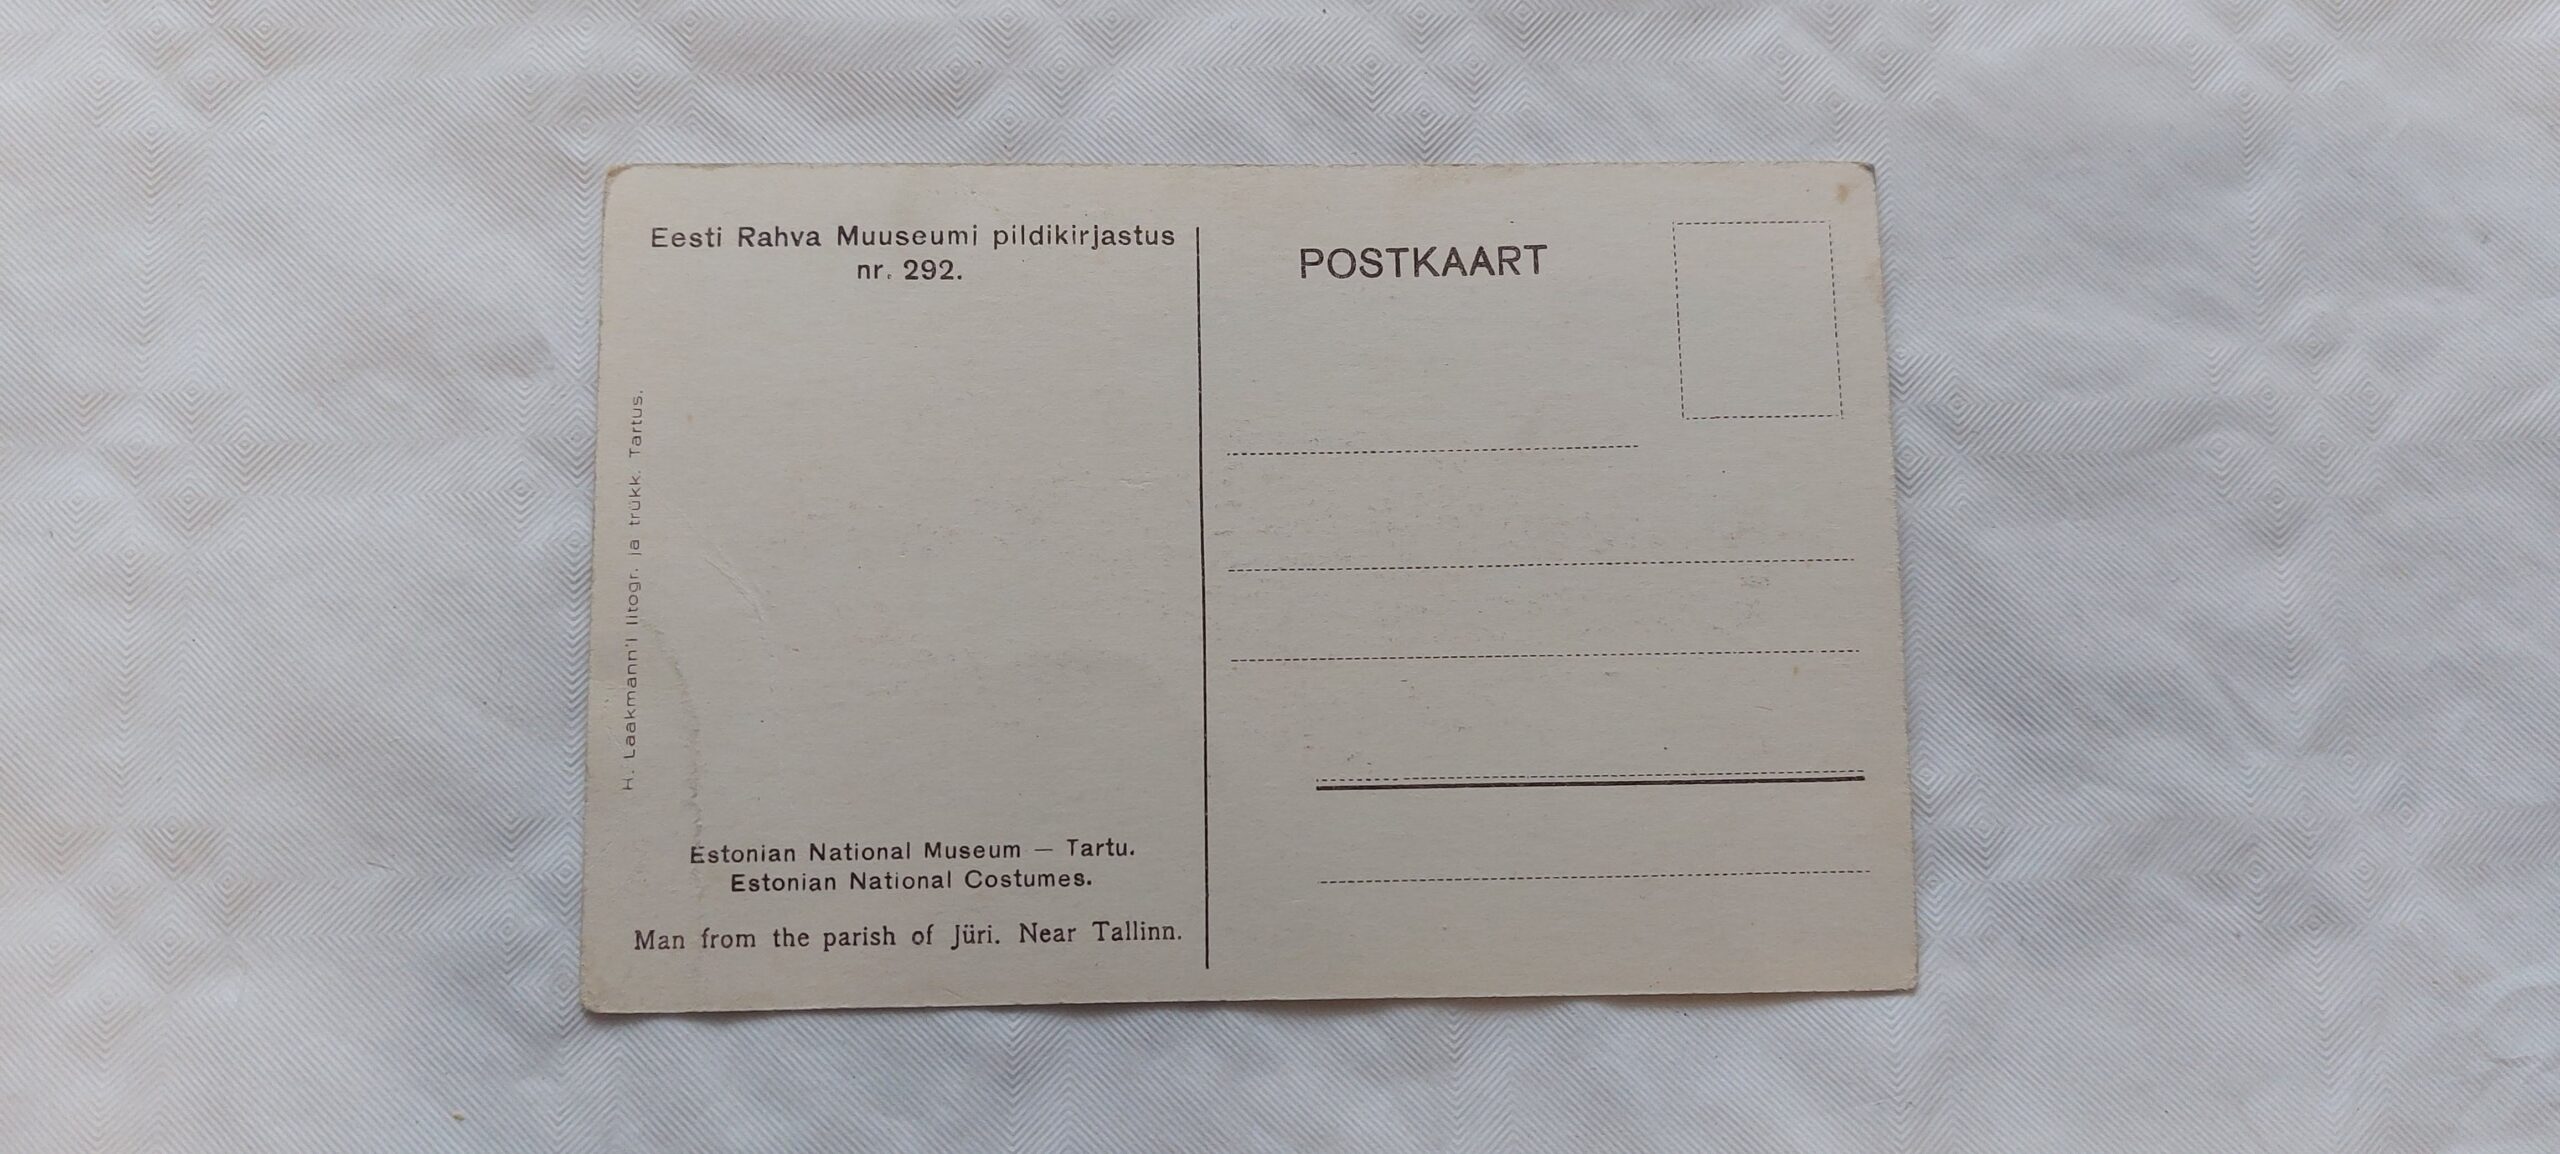 Eesti Rahva Muuseumi pildikirjastus
nr. 292.
POSTKAART
H. Laakmann'i litogr. ja trükk. Tartus.
Estonian National Museum — Tartu.
Estonian National Costumes.
Man from the parish of Jüri. Near Tallinn.